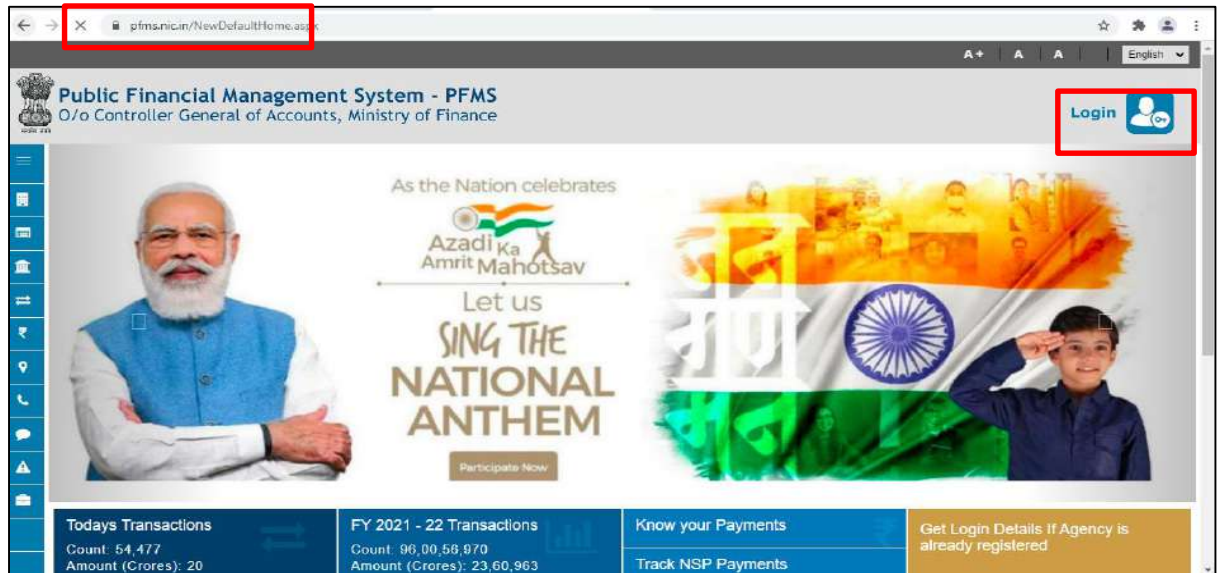 pfms.nic.in/NewDefaultHome.aspx
A+ | A | A | | English
Public Financial Management System - PFMS
O/o Controller General of Accounts, Ministry of Finance
Login
As the Nation celebrates
Azadi Ka
Amrit Mahotsav
Let us
SING THE
NATIONAL
ANTHEM
Participate Now
जन
गण
Todays Transactions
Count: 54,477
Amount (Crores): 20
FY 2021 - 22 Transactions
Count: 96,00,56,970
Amount (Crores): 23,60,963
Know your Payments
Track NSP Payments
Get Login Details If Agency is
already registered